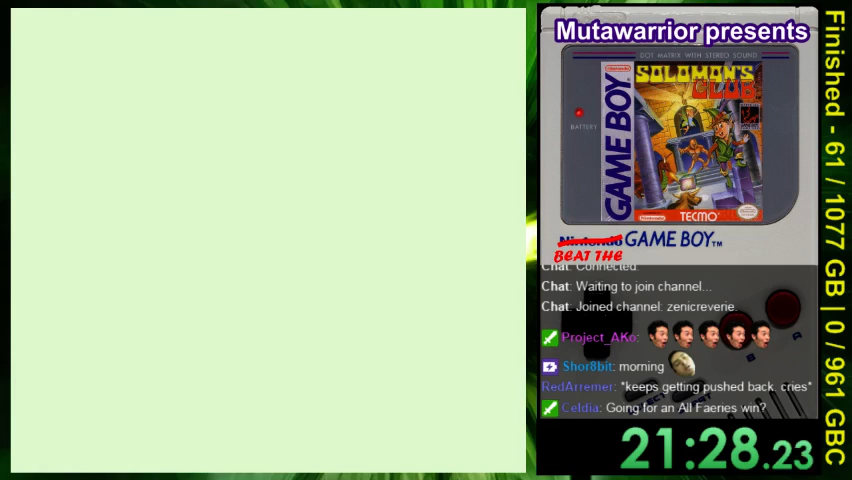 Mutawarrior presents
DOT MATRIX WITH STEREO SOUND
BATTERY
Nintendo
GAME BOY
SOLOMON'S
CLUB
TECMO
Nintendo GAME BOY™
BEAT THE
Chat: Connected.
Chat: Waiting to join channel...
Chat: Joined channel: zenicreverie.
Project_AKo:
Shor8bit: morning
RedArremer: *keeps getting pushed back. cries*
Celdia: Going for an All Faeries win?
B
A
21:28.23
Finished - 61 / 1077 GB | 0 / 961 GBC